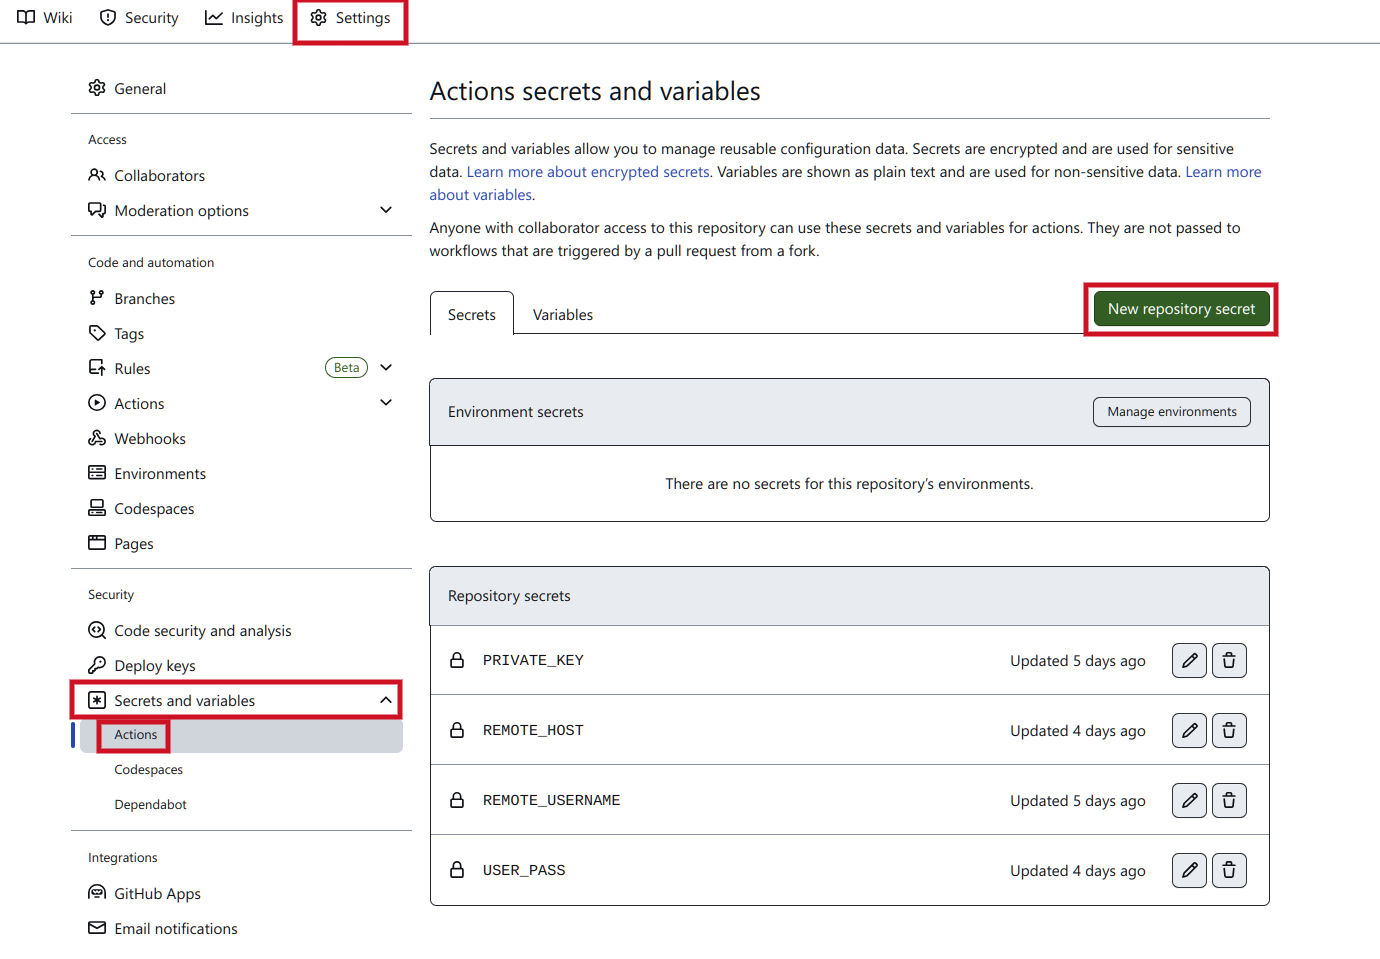 Wiki Security Insights Settings
General
Access
Collaborators
Moderation options
Code and automation
Branches
Tags
Rules Beta
Actions
Webhooks
Environments
Codespaces
Pages
Security
Code security and analysis
Deploy keys
Secrets and variables
Actions
Codespaces
Dependabot
Integrations
GitHub Apps
Email notifications
Actions secrets and variables
Secrets and variables allow you to manage reusable configuration data. Secrets are encrypted and are used for sensitive
data. Learn more about encrypted secrets. Variables are shown as plain text and are used for non-sensitive data. Learn more
about variables.
Anyone with collaborator access to this repository can use these secrets and variables for actions. They are not passed to
workflows that are triggered by a pull request from a fork.
Secrets Variables New repository secret
Environment secrets Manage environments
There are no secrets for this repository’s environments.
Repository secrets
PRIVATE_KEY Updated 5 days ago
REMOTE_HOST Updated 4 days ago
REMOTE_USERNAME Updated 5 days ago
USER_PASS Updated 4 days ago